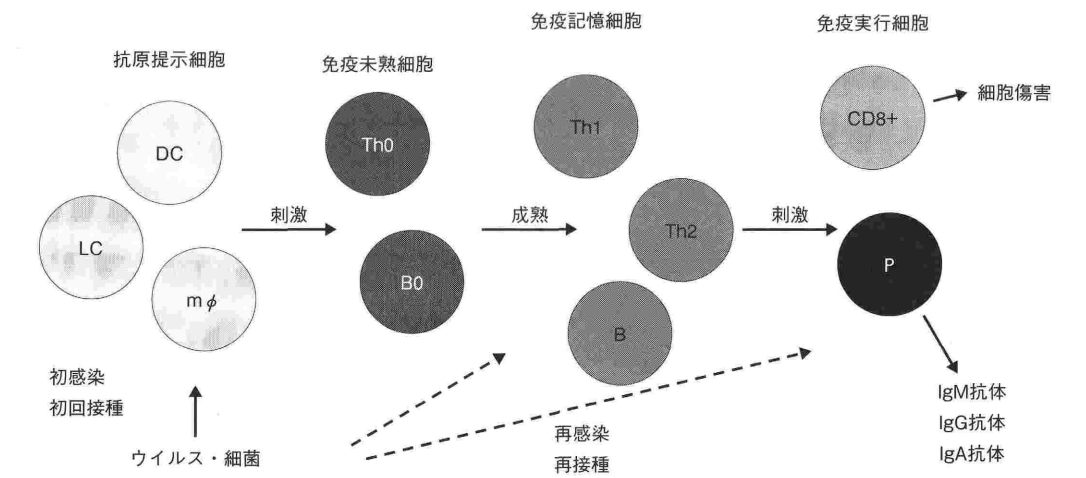 抗原提示細胞
DC
LC
mφ
初感染
初回接種
ウイルス・細菌
刺激
免疫未熟細胞
Th0
B0
成熟
免疫記憶細胞
Th1
Th2
B
刺激
再感染
再接種
免疫実行細胞
CD8+
細胞傷害
P
IgM抗体
IgG抗体
IgA抗体